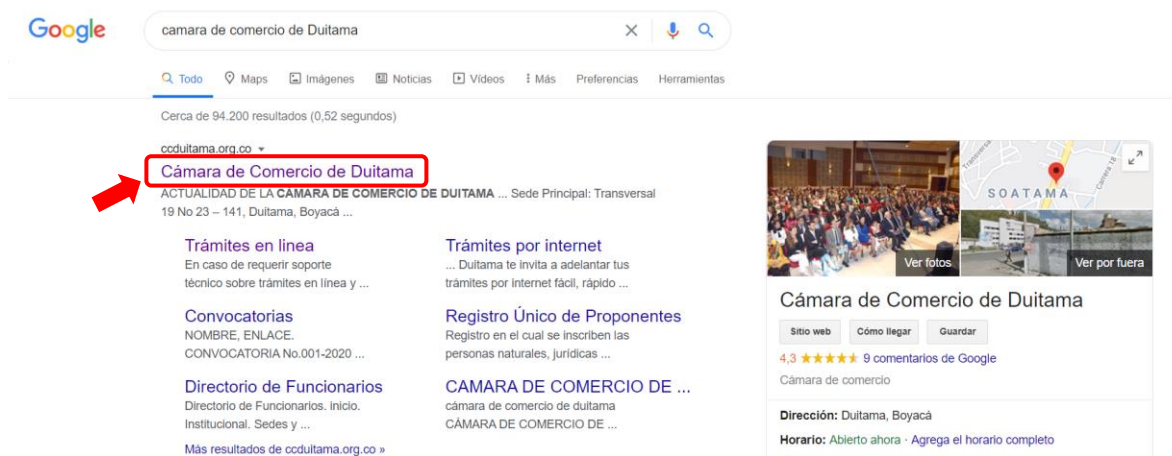 Google
camara de comercio de Duitama
Todo Maps Imágenes Noticias Vídeos Más Preferencias Herramientas
Cerca de 94.200 resultados (0,52 segundos)
ccduitama.org.co
Cámara de Comercio de Duitama
ACTUALIDAD DE LA CÁMARA DE COMERCIO DE DUITAMA ... Sede Principal: Transversal
19 No 23 – 141, Duitama, Boyacá ...
Trámites en linea
En caso de requerir soporte
técnico sobre trámites en línea y ...
Trámites por internet
... Duitama te invita a adelantar tus
trámites por internet fácil, rápido ...
Convocatorias
NOMBRE, ENLACE.
CONVOCATORIA No.001-2020 ...
Registro Único de Proponentes
Registro en el cual se inscriben las
personas naturales, jurídicas ...
Directorio de Funcionarios
Directorio de Funcionarios. inicio.
Institucional. Sedes y ...
CAMARA DE COMERCIO DE ...
cámara de comercio de duitama
CÁMARA DE COMERCIO DE ...
Más resultados de ccduitama.org.co »
SOATAMA
Carrera 18
Ver fotos
Ver por fuera
Cámara de Comercio de Duitama
Sitio web Cómo llegar Guardar
4,3 ★★★★★ 9 comentarios de Google
Cámara de comercio
Dirección: Duitama, Boyacá
Horario: Abierto ahora · Agrega el horario completo